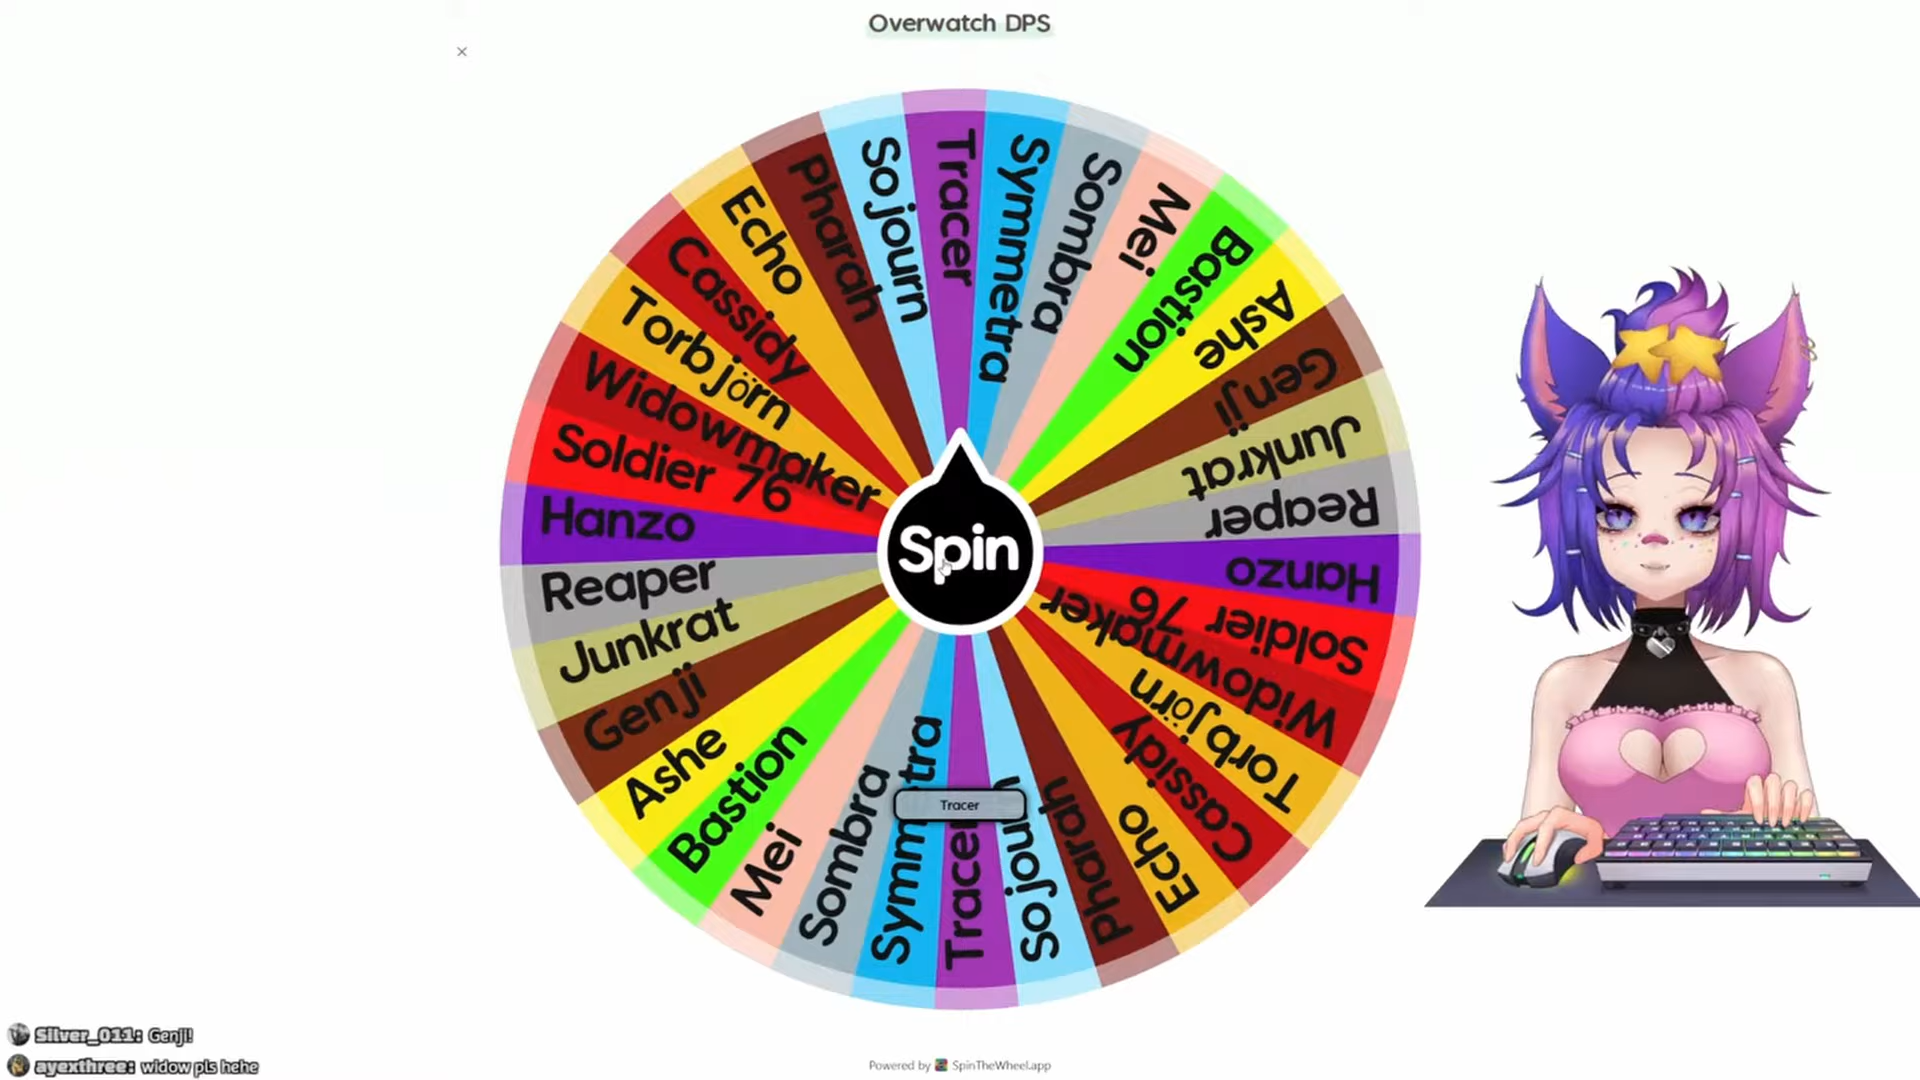 Overwatch DPS
×
Tracer
Symmetra
Sombra
Mei
Bastion
Ashe
Genji
Junkrat
Reaper
Hanzo
Soldier 76
Widowmaker
Torbjörn
Cassidy
Echo
Pharah
Sojourn
Tracer
Symmetra
Sombra
Mei
Bastion
Ashe
Genji
Junkrat
Reaper
Hanzo
Soldier 76
Widowmaker
Torbjörn
Cassidy
Echo
Pharah
Sojourn
Spin
Tracer
Silver_011: Genji!
ayexthree: widow pls hehe
Powered by SpinTheWheel.app